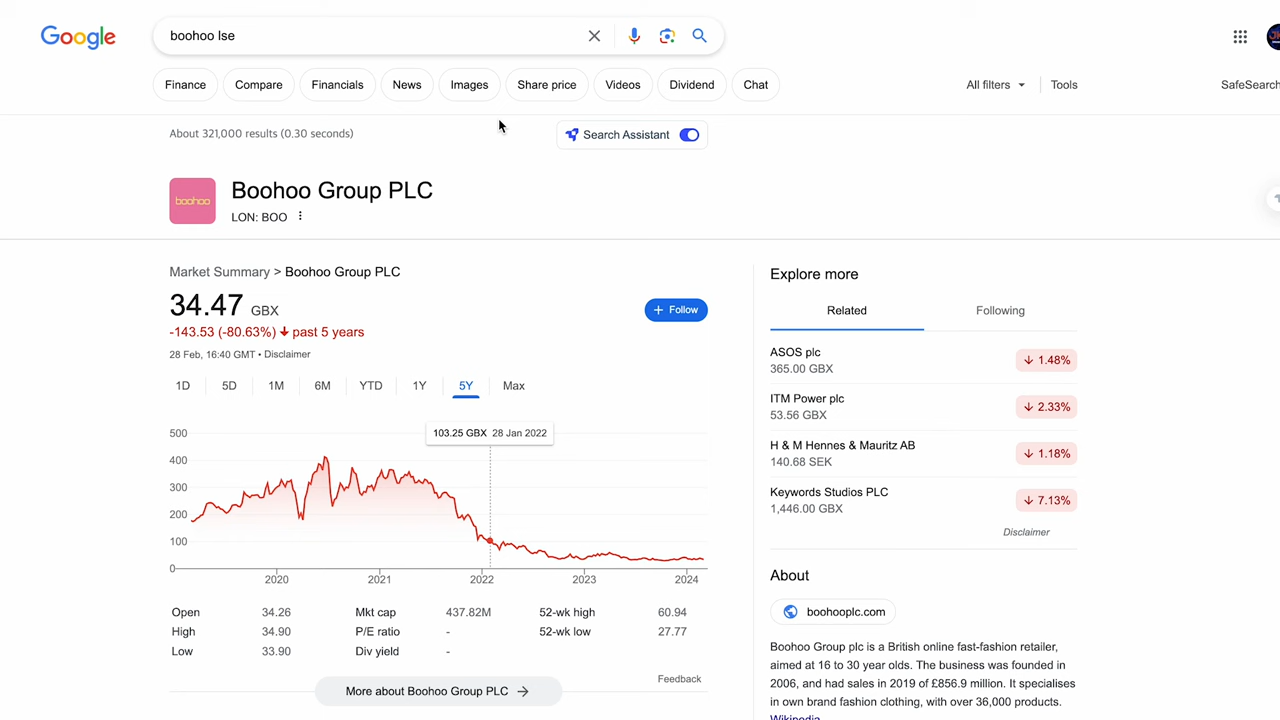 Google
boohoo lse
Finance
Compare
Financials
News
Images
Share price
Videos
Dividend
Chat
All filters
Tools
SafeSearch
About 321,000 results (0.30 seconds)
Search Assistant
boohoo
Boohoo Group PLC
LON: BOO
Market Summary > Boohoo Group PLC
34.47 GBX
-143.53 (-80.63%) past 5 years
28 Feb, 16:40 GMT • Disclaimer
+ Follow
1D 5D 1M 6M YTD 1Y 5Y Max
103.25 GBX 28 Jan 2022
500
400
300
200
100
0
2020 2021 2022 2023 2024
Open 34.26 Mkt cap 437.82M 52-wk high 60.94
High 34.90 P/E ratio - 52-wk low 27.77
Low 33.90 Div yield -
Feedback
More about Boohoo Group PLC
Explore more
Related Following
ASOS plc
365.00 GBX
1.48%
ITM Power plc
53.56 GBX
2.33%
H & M Hennes & Mauritz AB
140.68 SEK
1.18%
Keywords Studios PLC
1,446.00 GBX
7.13%
Disclaimer
About
boohooplc.com
Boohoo Group plc is a British online fast-fashion retailer,
aimed at 16 to 30 year olds. The business was founded in
2006, and had sales in 2019 of £856.9 million. It specialises
in own brand fashion clothing, with over 36,000 products.
Wikipedia